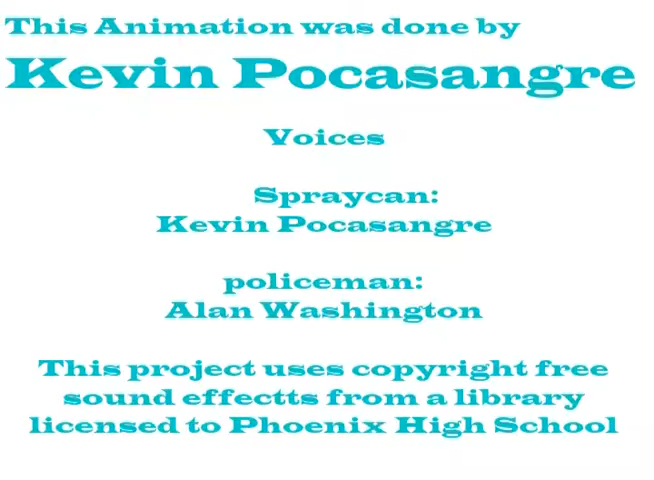 This Animation was done by
Kevin Pocasangre
Voices
Spraycan:
Kevin Pocasangre
policeman:
Alan Washington
This project uses copyright free
sound effectts from a library
licensed to Phoenix High School